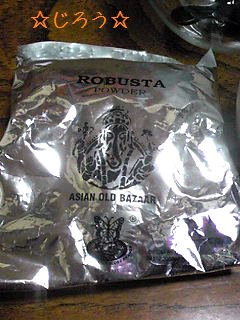 ☆じろう☆
ROBUSTA
POWDER
ASIAN OLD BAZAAR